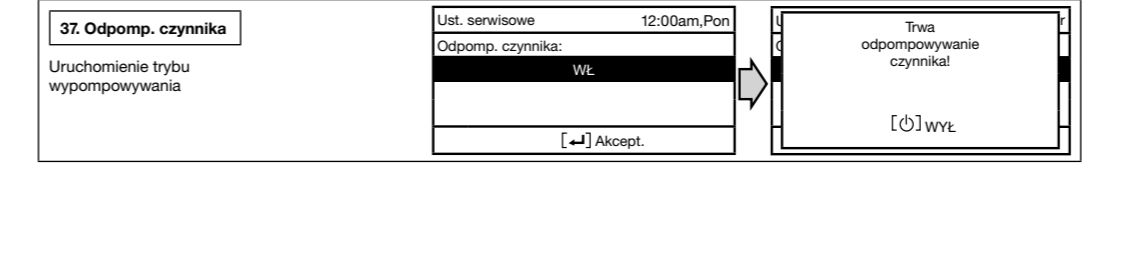 37. Odpomp. czynnika
Uruchomienie trybu
wypompowywania
Ust. serwisowe 12:00am,Pon
Odpomp. czynnika:
WŁ
[↵] Akcept.
Trwa
odpompowywanie
czynnika!
[⏻] WYŁ